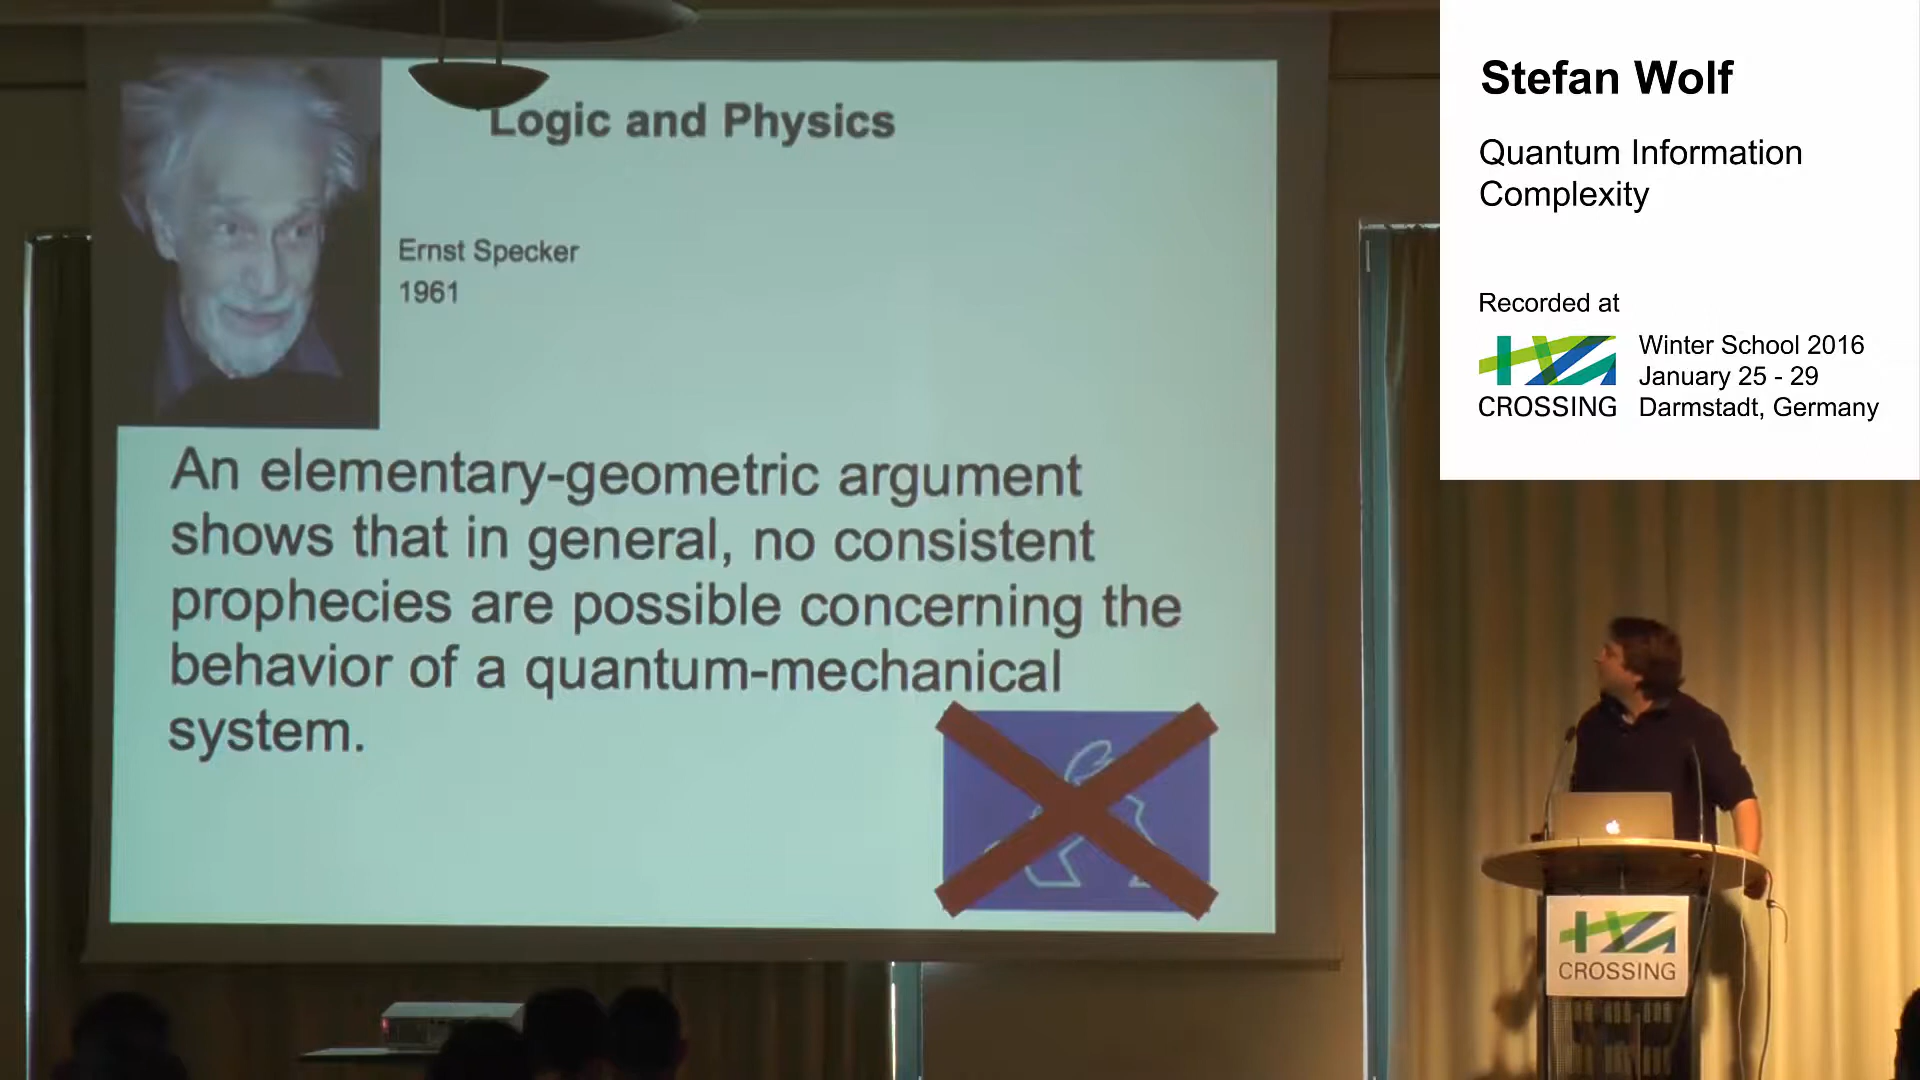 Logic and Physics
Ernst Specker
1961
An elementary-geometric argument
shows that in general, no consistent
prophecies are possible concerning the
behavior of a quantum-mechanical
system.
Stefan Wolf
Quantum Information
Complexity
Recorded at
CROSSING
Winter School 2016
January 25 - 29
Darmstadt, Germany
CROSSING